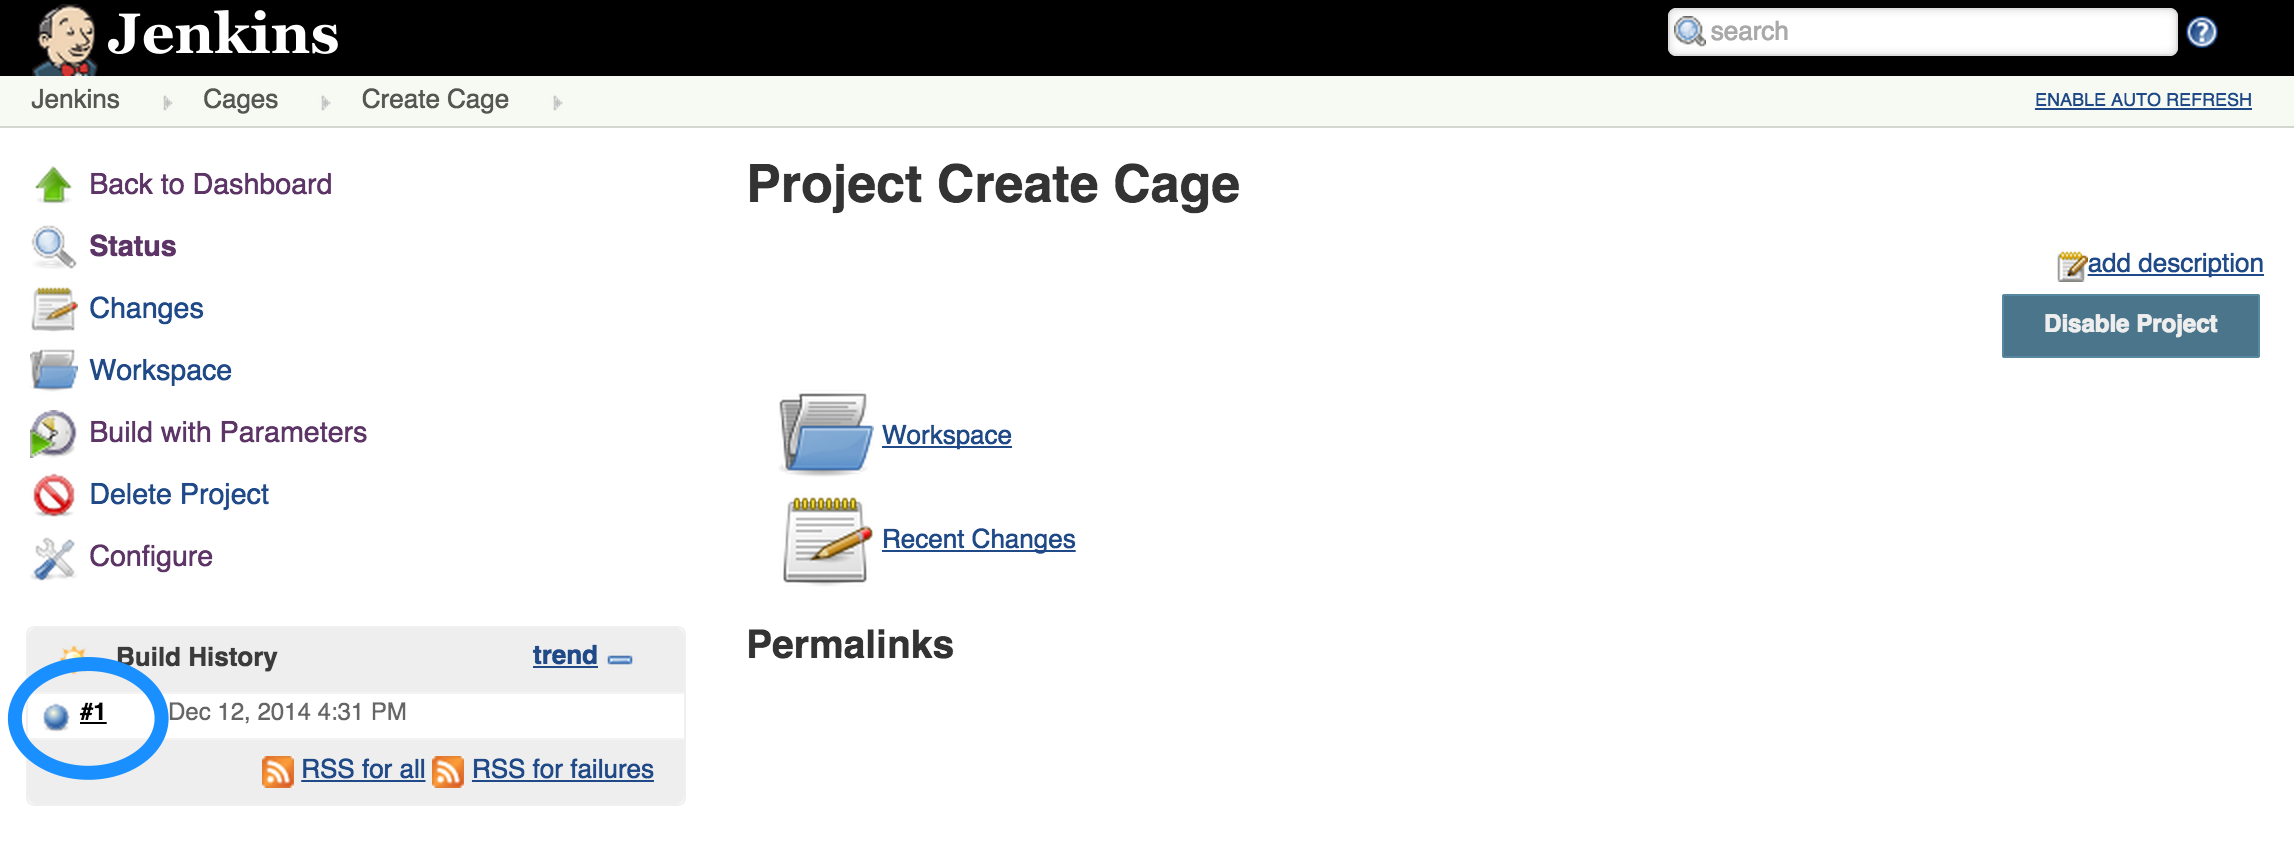 Jenkins
search
Jenkins Cages Create Cage
ENABLE AUTO REFRESH
Back to Dashboard
Status
Changes
Workspace
Build with Parameters
Delete Project
Configure
Build History trend
#1 Dec 12, 2014 4:31 PM
RSS for all RSS for failures
Project Create Cage
add description
Disable Project
Workspace
Recent Changes
Permalinks